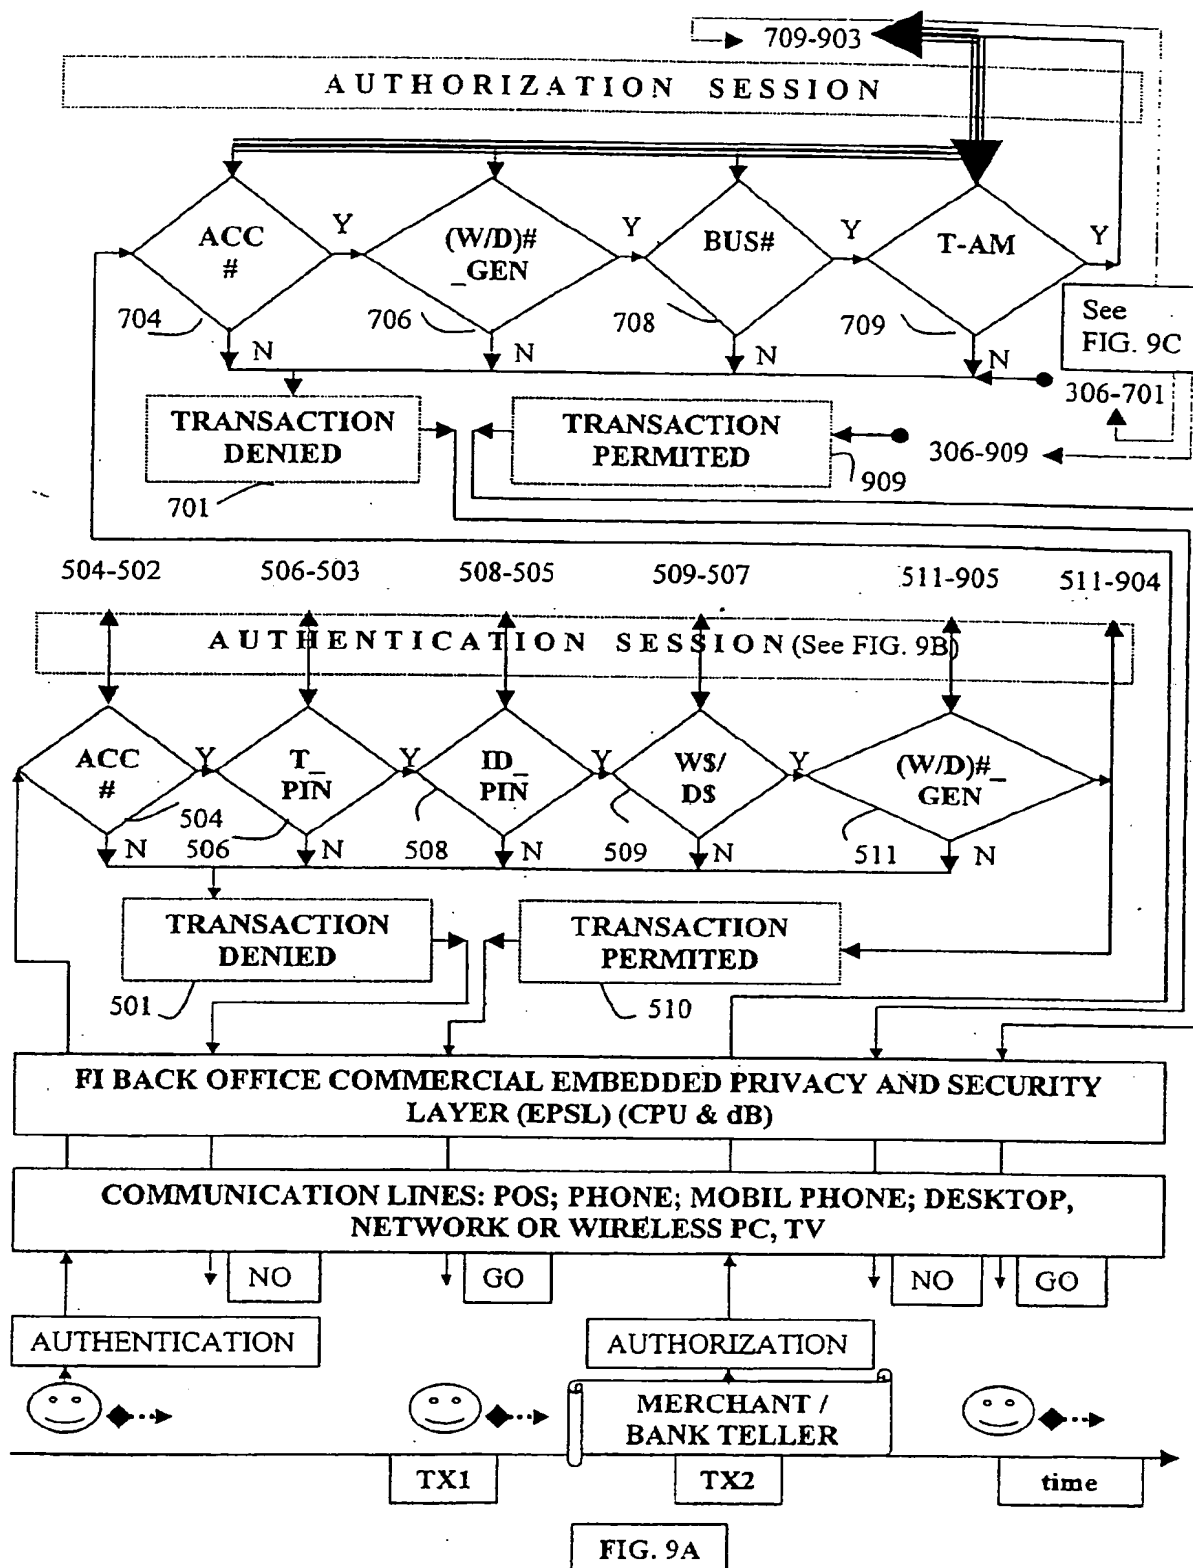 709-903
AUTHORIZATION SESSION
ACC
#
Y
(W/D)#
_GEN
Y
BUS#
Y
T-AM
Y
704
706
708
709
See
FIG. 9C
N
N
N
N
306-701
TRANSACTION
DENIED
TRANSACTION
PERMITED
306-909
701
909
504-502
506-503
508-505
509-507
511-905
511-904
AUTHENTICATION SESSION (See FIG. 9B)
ACC
#
Y
T_
PIN
Y
ID_
PIN
Y
W$/
D$
Y
(W/D)#_
GEN
504
506
508
509
511
N
N
N
N
N
TRANSACTION
DENIED
TRANSACTION
PERMITED
501
510
FI BACK OFFICE COMMERCIAL EMBEDDED PRIVACY AND SECURITY
LAYER (EPSL) (CPU & dB)
COMMUNICATION LINES: POS; PHONE; MOBIL PHONE; DESKTOP,
NETWORK OR WIRELESS PC, TV
NO
GO
NO
GO
AUTHENTICATION
AUTHORIZATION
MERCHANT /
BANK TELLER
TX1
TX2
time
FIG. 9A